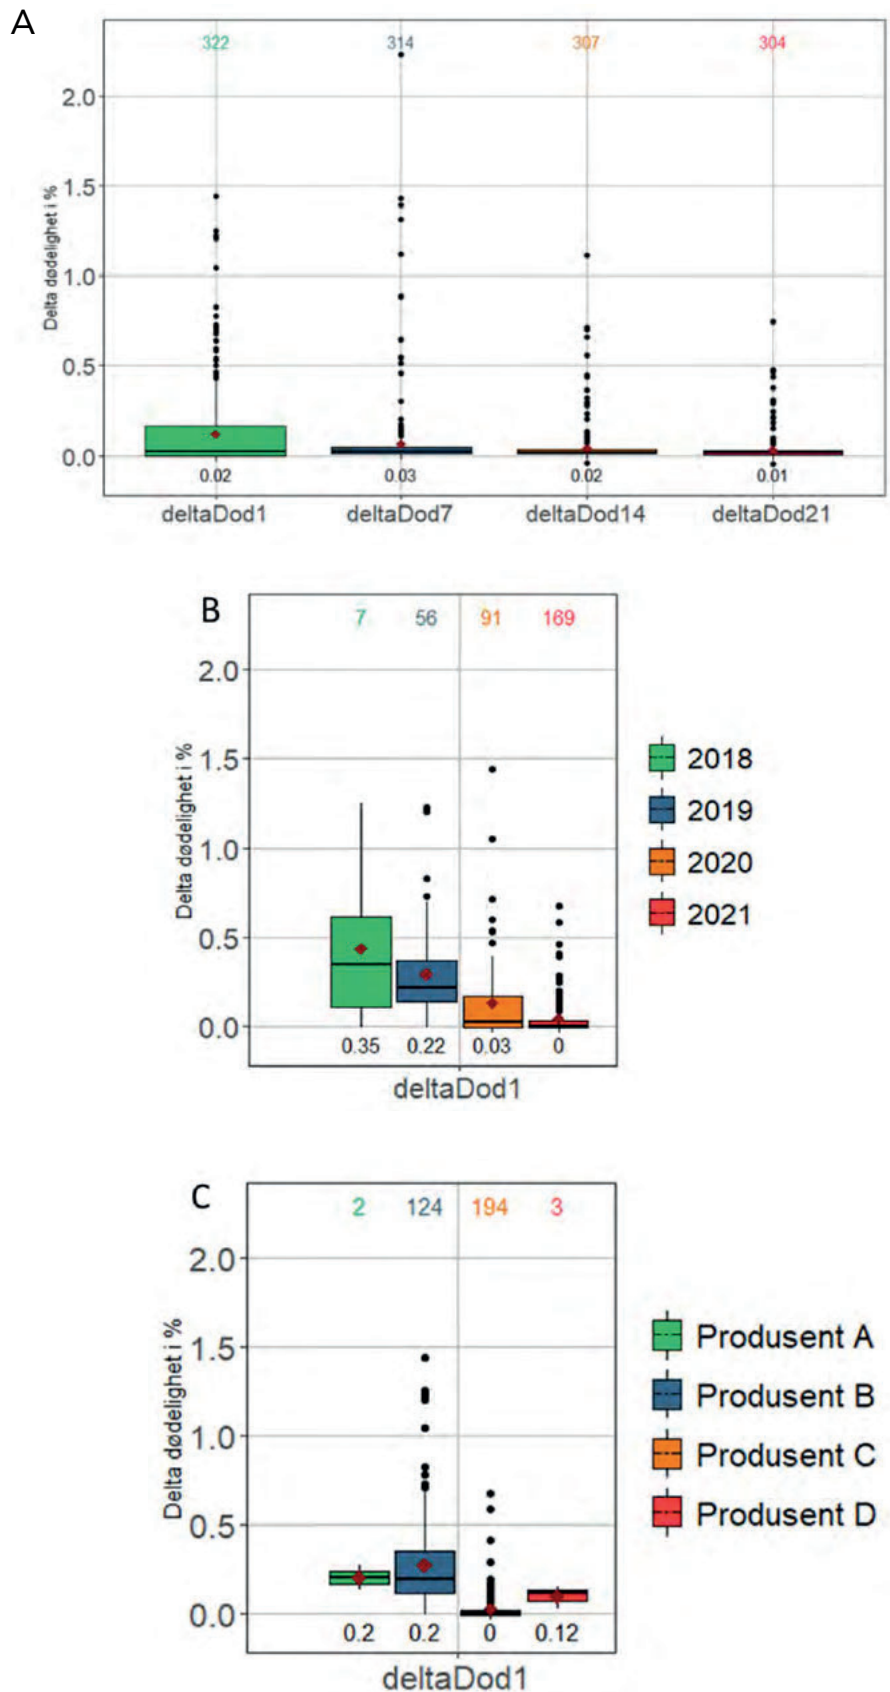 A
322 314 307 304
2.0
1.5
1.0
0.5
0.0
Delta dødelighet i %
0.02 0.03 0.02 0.01
deltaDod1 deltaDod7 deltaDod14 deltaDod21
B
7 56 91 169
2.0
1.5
1.0
0.5
0.0
Delta dødelighet i %
0.35 0.22 0.03 0
deltaDod1
2018
2019
2020
2021
C
2 124 194 3
2.0
1.5
1.0
0.5
0.0
Delta dødelighet i %
0.2 0.2 0 0.12
deltaDod1
Produsent A
Produsent B
Produsent C
Produsent D